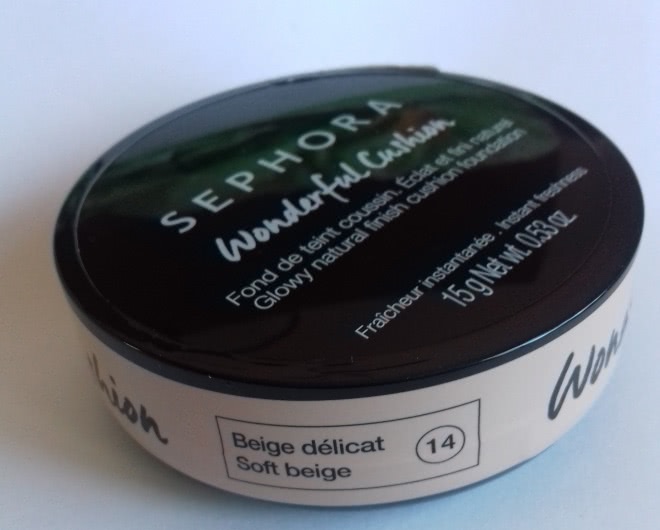 SEPHORA
Wonderful Cushion
Fond de teint coussin. Éclat et fini naturel
Glowy natural finish cushion foundation
Fraîcheur instantanée . Instant freshness
15 g Net wt. 0.53 oz.
Beige délicat
Soft beige
14